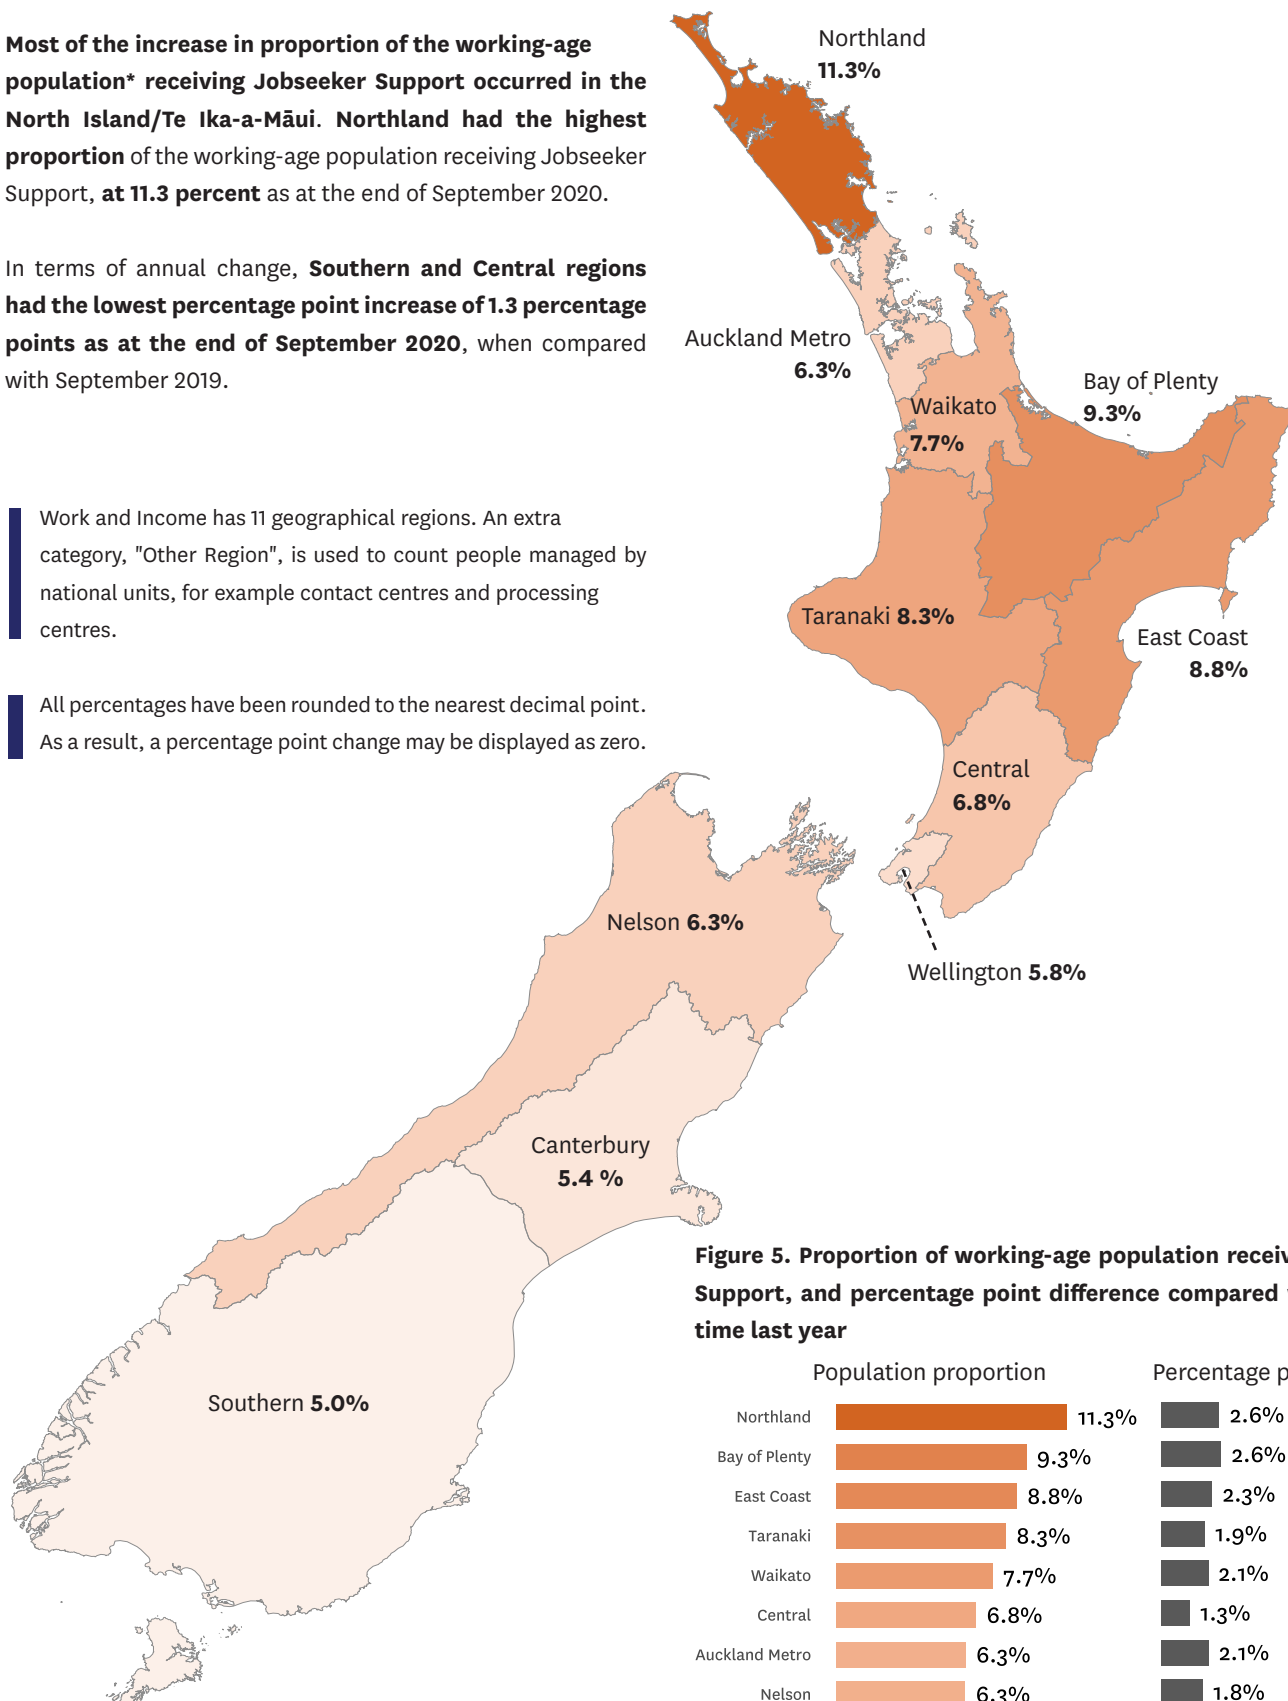 Most of the increase in proportion of the working-age
population* receiving Jobseeker Support occurred in the
North Island/Te Ika-a-Māui. Northland had the highest
proportion of the working-age population receiving Jobseeker
Support, at 11.3 percent as at the end of September 2020.
In terms of annual change, Southern and Central regions
had the lowest percentage point increase of 1.3 percentage
points as at the end of September 2020, when compared
with September 2019.
Work and Income has 11 geographical regions. An extra
category, "Other Region", is used to count people managed by
national units, for example contact centres and processing
centres.
All percentages have been rounded to the nearest decimal point.
As a result, a percentage point change may be displayed as zero.
Northland
11.3%
Auckland Metro
6.3%
Waikato
7.7%
Bay of Plenty
9.3%
Taranaki 8.3%
East Coast
8.8%
Central
6.8%
Wellington 5.8%
Nelson 6.3%
Canterbury
5.4 %
Southern 5.0%
Figure 5. Proportion of working-age population receiv
Support, and percentage point difference compared
time last year
Population proportion Percentage p
Northland 11.3% 2.6%
Bay of Plenty 9.3% 2.6%
East Coast 8.8% 2.3%
Taranaki 8.3% 1.9%
Waikato 7.7% 2.1%
Central 6.8% 1.3%
Auckland Metro 6.3% 2.1%
Nelson 6.3% 1.8%